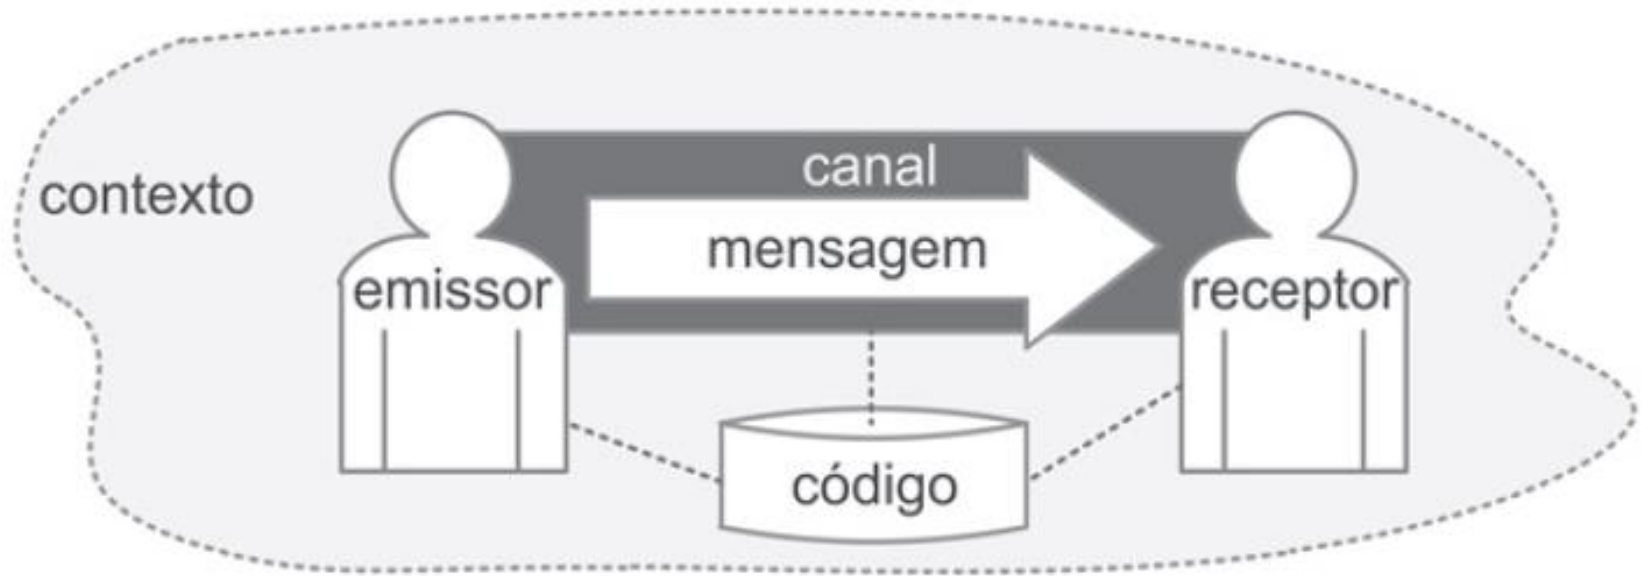 canal
contexto
mensagem
emissor
receptor
código